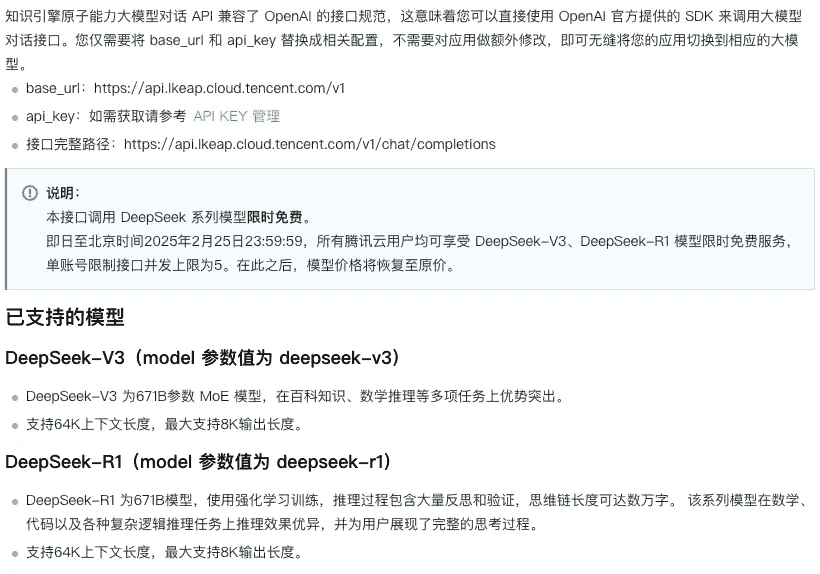 知识引擎原子能力大模型对话 API 兼容了 OpenAI 的接口规范，这意味着您可以直接使用 OpenAI 官方提供的 SDK 来调用大模型
对话接口。您仅需要将 base_url 和 api_key 替换成相关配置，不需要对应用做额外修改，即可无缝将您的应用切换到相应的大模
型。
base_url：https://api.lkeap.cloud.tencent.com/v1
api_key：如需获取请参考 API KEY 管理
接口完整路径：https://api.lkeap.cloud.tencent.com/v1/chat/completions
说明：
本接口调用 DeepSeek 系列模型限时免费。
即日至北京时间2025年2月25日23:59:59，所有腾讯云用户均可享受 DeepSeek-V3、DeepSeek-R1 模型限时免费服务，
单账号限制接口并发上限为5。在此之后，模型价格将恢复至原价。
已支持的模型
DeepSeek-V3（model 参数值为 deepseek-v3）
DeepSeek-V3 为671B参数 MoE 模型，在百科知识、数学推理等多项任务上优势突出。
支持64K上下文长度，最大支持8K输出长度。
DeepSeek-R1（model 参数值为 deepseek-r1）
DeepSeek-R1 为671B模型，使用强化学习训练，推理过程包含大量反思和验证，思维链长度可达数万字。 该系列模型在数学、
代码以及各种复杂逻辑推理任务上推理效果优异，并为用户展现了完整的思考过程。
支持64K上下文长度，最大支持8K输出长度。